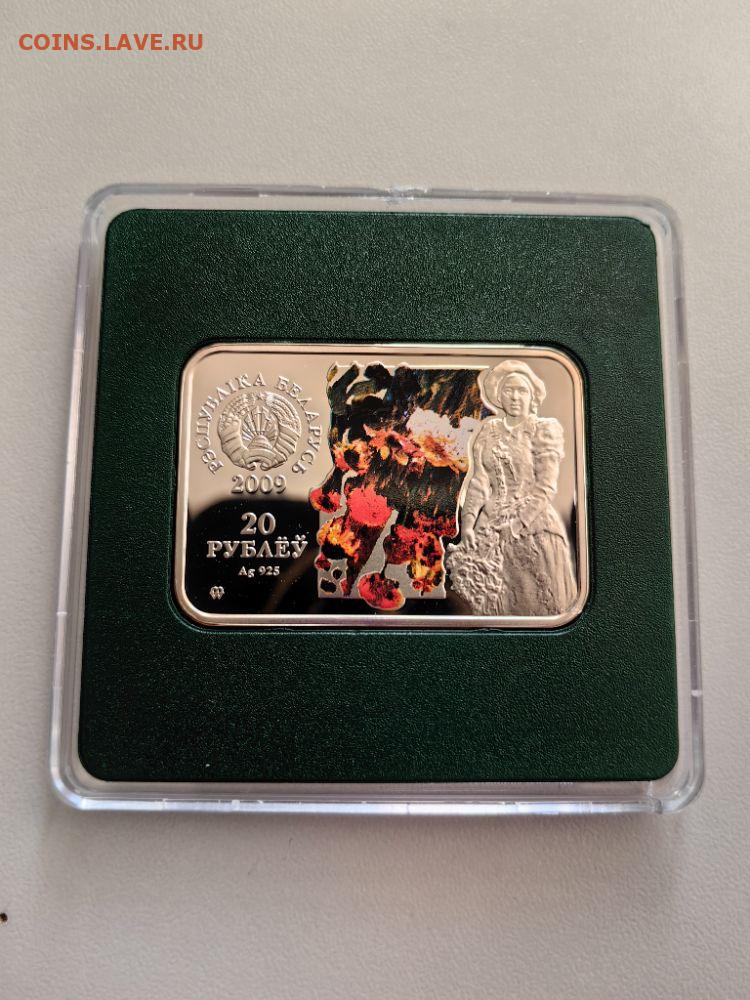 COINS.LAVE.RU
РЭСПУБЛІКА БЕЛАРУСЬ
2009
20
РУБЛЁЎ
Ag 925